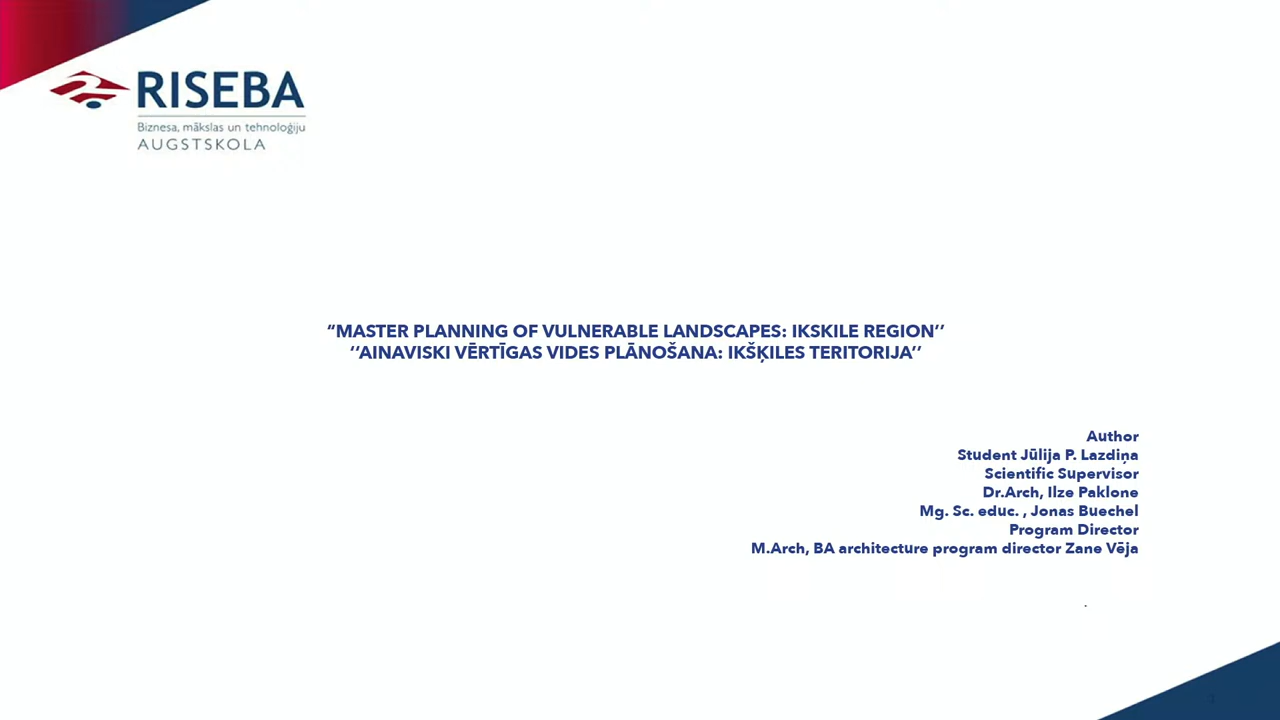 RISEBA
Biznesa, mākslas un tehnoloģiju
AUGSTSKOLA
“MASTER PLANNING OF VULNERABLE LANDSCAPES: IKSKILE REGION’’
‘’AINAVISKI VĒRTĪGAS VIDES PLĀNOŠANA: IKŠĶILES TERITORIJA’’
Author
Student Jūlija P. Lazdiņa
Scientific Supervisor
Dr.Arch, Ilze Paklone
Mg. Sc. educ. , Jonas Buechel
Program Director
M.Arch, BA architecture program director Zane Vēja
.
1